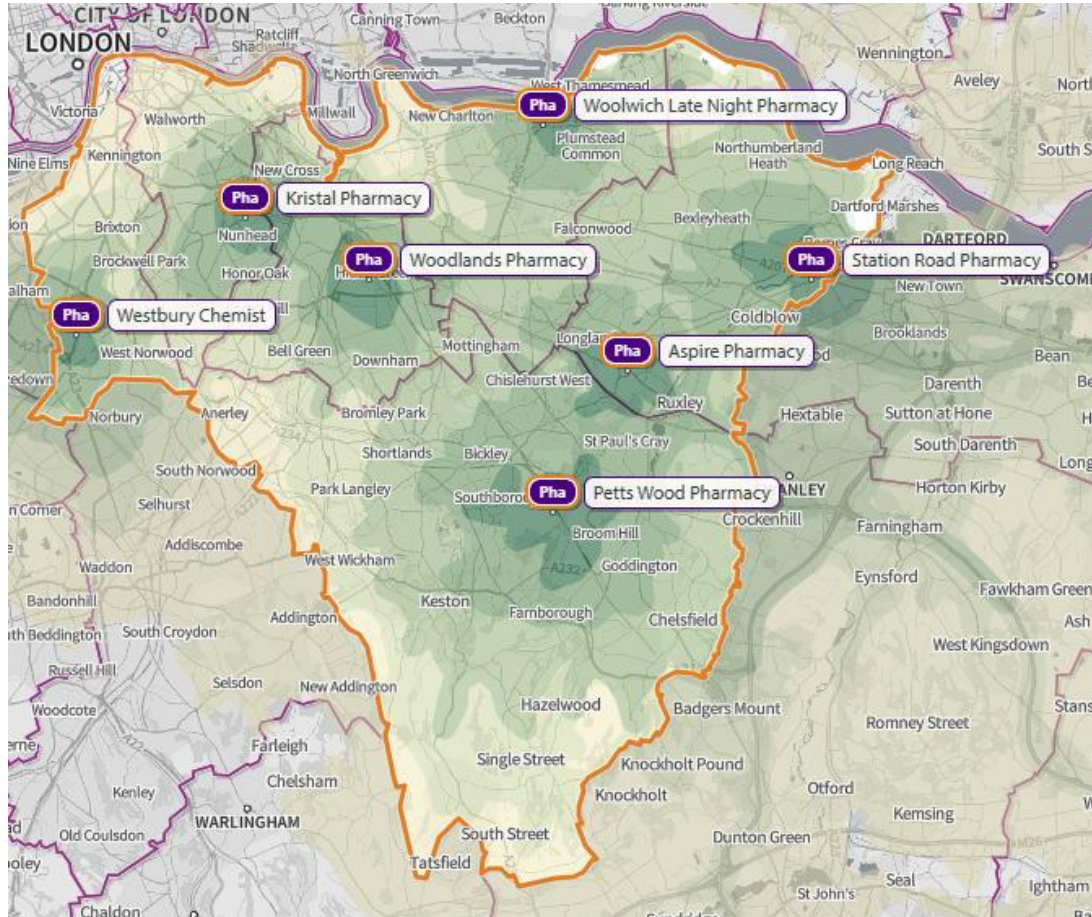 CITY OF LONDON
LONDON
Ratcliff
Canning Town
Beckton
Barking Riverside
Wennington
Aveley
North Greenwich
Millwall
West Thamesmead
Victoria
Walworth
New Charlton
Pha Woolwich Late Night Pharmacy
Plumstead
Common
Northumberland
Heath
Long Reach
Nine Elms
Kennington
New Cross
Pha Kristal Pharmacy
Nunhead
Brixton
Bexleyheath
Dartford Marshes
Falconwood
DARTFORD
Brockwell Park
Honor Oak
Pha Woodlands Pharmacy
Pha Station Road Pharmacy
New Town
Pha Westbury Chemist
Coldblow
Brooklands
Bean
West Norwood
Bell Green
Downham
Mottingham
Pha Aspire Pharmacy
Chislehurst West
Darenth
Norbury
Anerley
Bromley Park
Ruxley
Hextable
Sutton at Hone
South Darenth
Shortlands
Bickley
St Paul's Cray
South Norwood
Park Langley
Pha Petts Wood Pharmacy
Horton Kirby
Selhurst
Crockenhill
Farningham
Addiscombe
Broom Hill
Waddon
West Wickham
A232
Goddington
Eynsford
Fawkham Green
Bandonhill
Keston
Farnborough
Chelsfield
Addington
South Croydon
West Kingsdown
Russell Hill
Selsdon
New Addington
Woodcote
Hazelwood
Badgers Mount
Romney Street
A22
Farleigh
Chelsham
Single Street
Knockholt Pound
Kenley
Knockholt
Otford
Kemsing
WARLINGHAM
Old Coulsdon
South Street
Dunton Green
Tatsfield
M26
St John's
Seal
Ightham
Chaldon